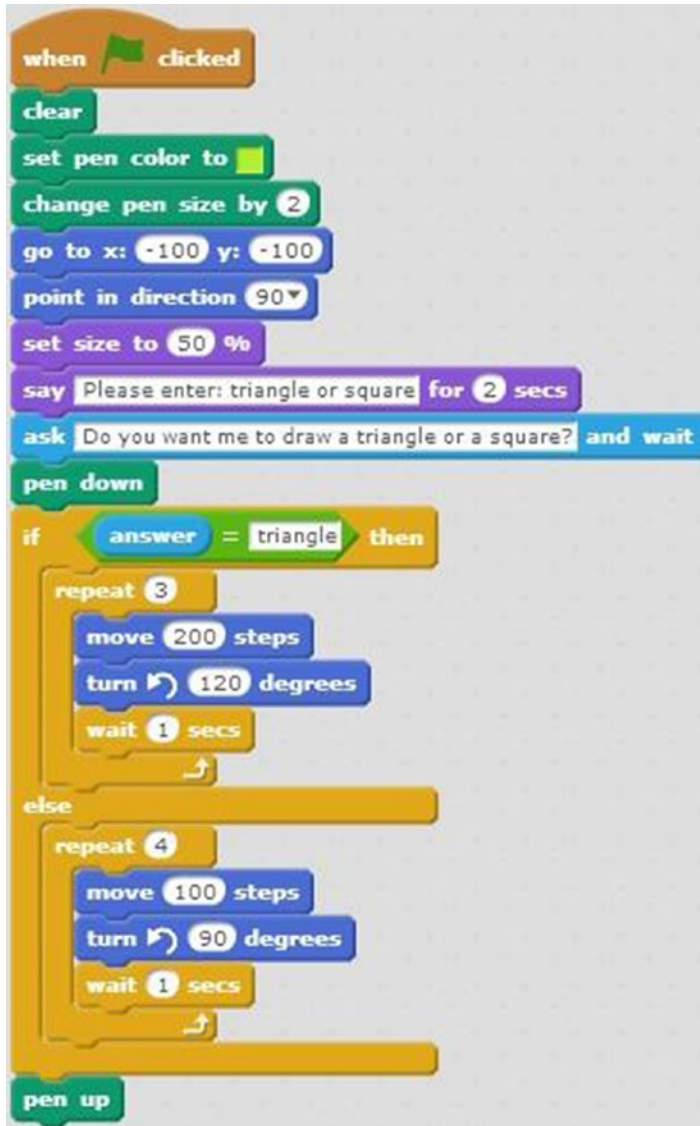 when clicked
clear
set pen color to
change pen size by 2
go to x: -100 y: -100
point in direction 90
set size to 50 %
say Please enter: triangle or square for 2 secs
ask Do you want me to draw a triangle or a square? and wait
pen down
if answer = triangle then
repeat 3
move 200 steps
turn 120 degrees
wait 1 secs
else
repeat 4
move 100 steps
turn 90 degrees
wait 1 secs
pen up